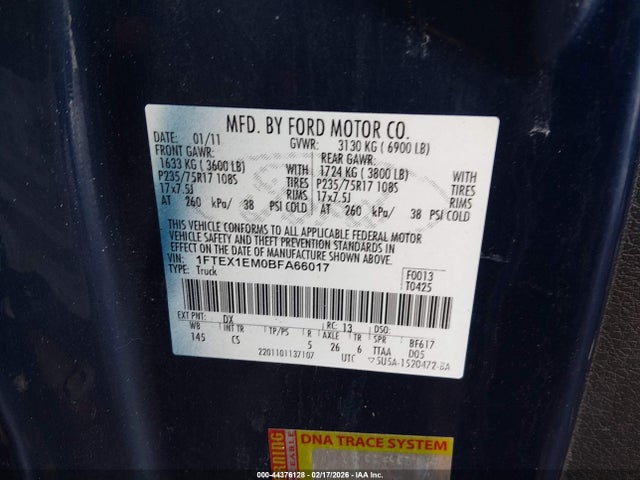 MFD. BY FORD MOTOR CO.
DATE: 01/11 GVWR: 3130 KG ( 6900 LB)
FRONT GAWR: REAR GAWR:
1633 KG ( 3600 LB) WITH 1724 KG ( 3800 LB) WITH
P235/75R17 108S TIRES P235/75R17 108S TIRES
17x7.5J RIMS 17x7.5J RIMS
AT 260 kPa/ 38 PSI COLD AT 260 kPa/ 38 PSI COLD
THIS VEHICLE CONFORMS TO ALL APPLICABLE FEDERAL MOTOR
VEHICLE SAFETY AND THEFT PREVENTION STANDARDS IN
EFFECT ON THE DATE OF MANUFACTURE SHOWN ABOVE.
VIN: 1FTEX1EM0BFA66017
TYPE: Truck
F0013
T0425
EXT PNT: DX RC: 13 DSO:
WB INT TR TP/PS R AXLE TR SPR BF617
145 CS 5 26 6 TTAA D05
2201101137107 UTC
DNA TRACE SYSTEM
000-44376128 - 02/17/2026 - IAA Inc.